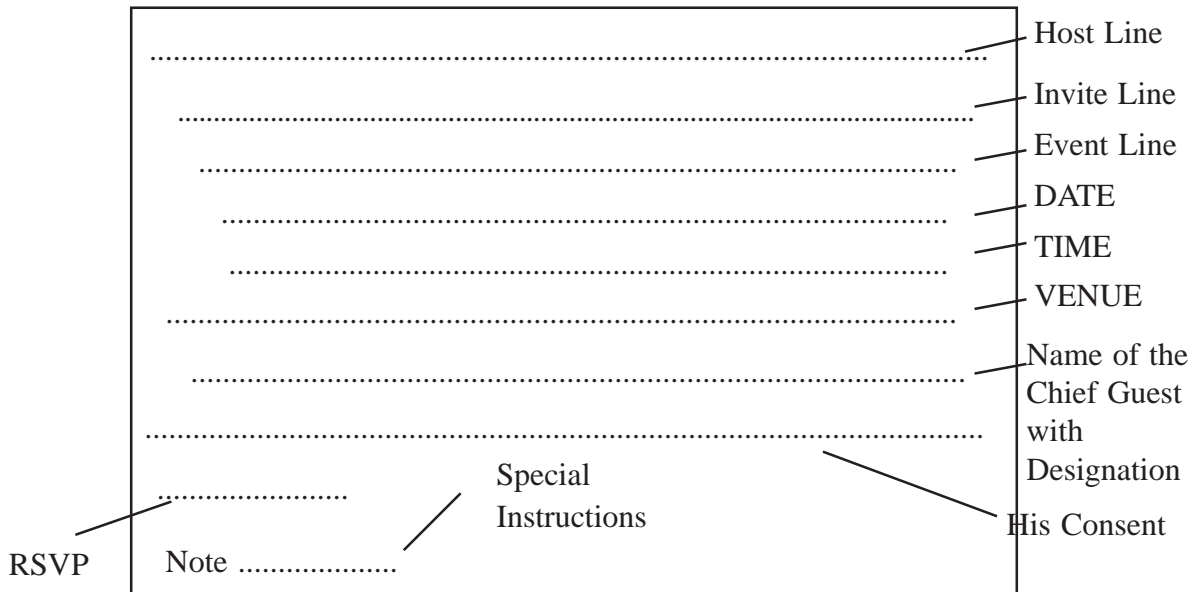 Host Line
Invite Line
Event Line
DATE
TIME
VENUE
Name of the
Chief Guest
with
Designation
His Consent
Special
Instructions
RSVP
Note ....................